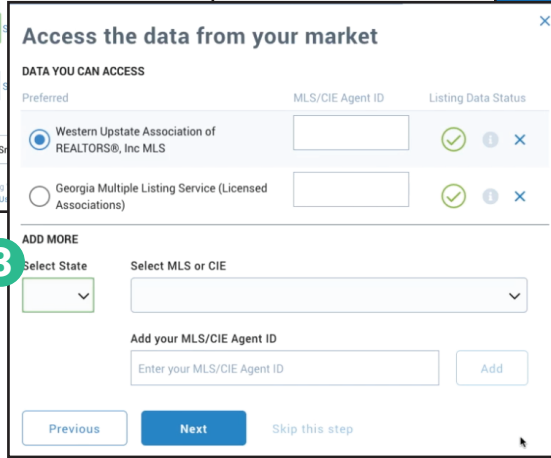 Access the data from your market
DATA YOU CAN ACCESS
Preferred MLS/CIE Agent ID Listing Data Status
Western Upstate Association of
REALTORS®, Inc MLS
Georgia Multiple Listing Service (Licensed
Associations)
ADD MORE
3
Select State Select MLS or CIE
Add your MLS/CIE Agent ID
Enter your MLS/CIE Agent ID Add
Previous Next Skip this step